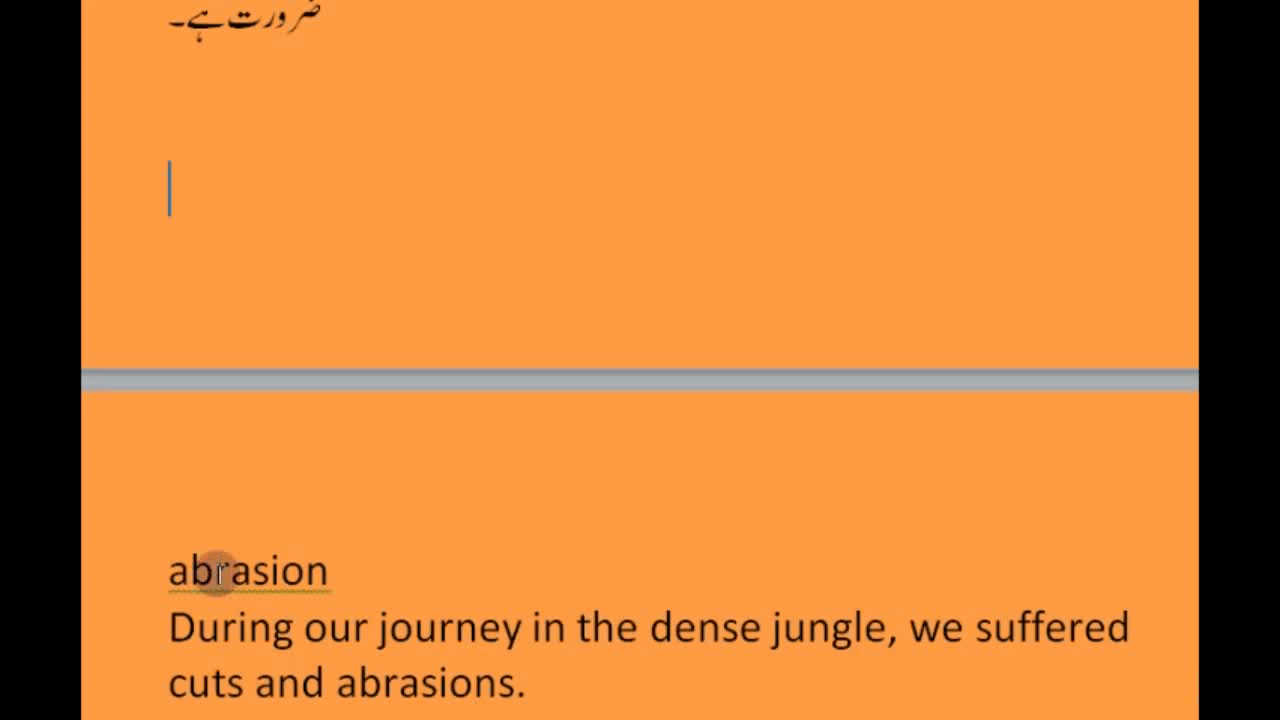 ضرورت ہے۔
abrasion
During our journey in the dense jungle, we suffered
cuts and abrasions.